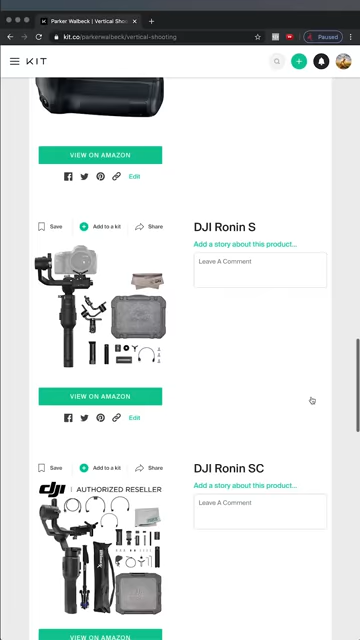 Parker Walbeck | Vertical Shooting
kit.co/parkerwalbeck/vertical-shooting
Paused
KIT
VIEW ON AMAZON
Edit
Save
Add to a kit
Share
DJI Ronin S
Add a story about this product...
Leave A Comment
VIEW ON AMAZON
Edit
Save
Add to a kit
Share
DJI Ronin SC
Add a story about this product...
Leave A Comment
dji AUTHORIZED RESELLER
VIEW ON AMAZON